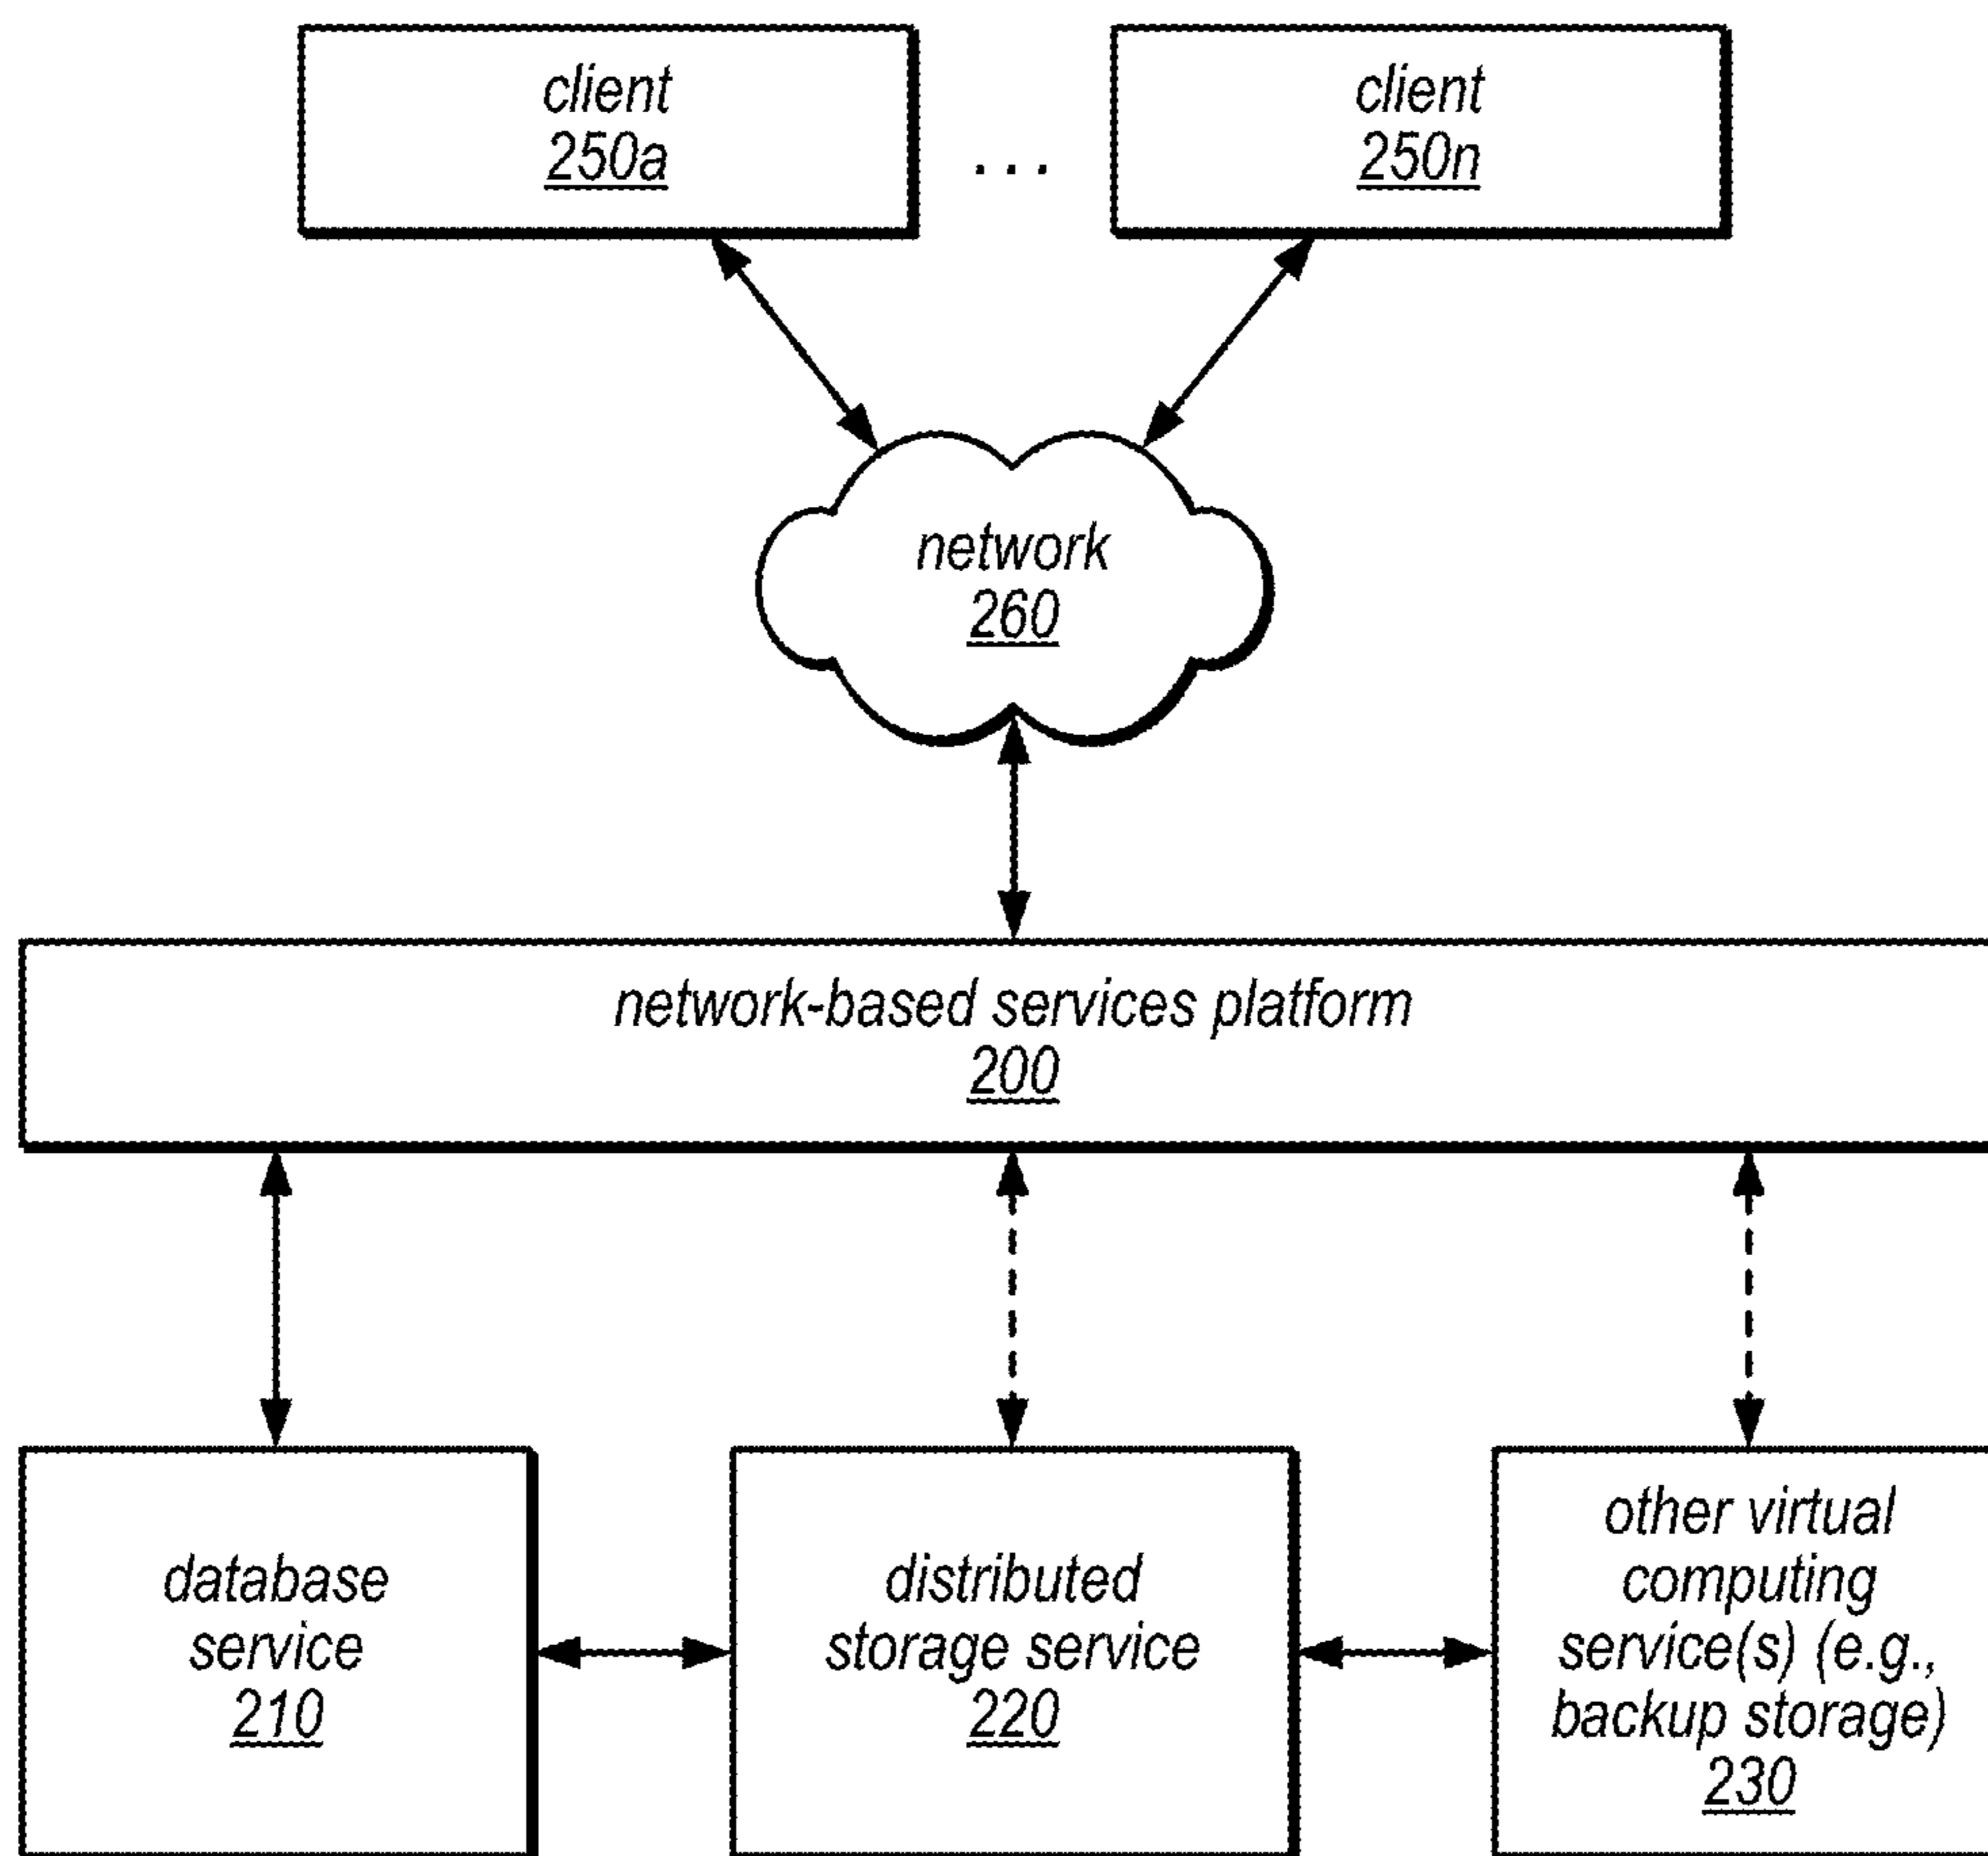 client
250a
. . .
client
250n
network
260
network-based services platform
200
database
service
210
distributed
storage service
220
other virtual
computing
service(s) (e.g.,
backup storage)
230